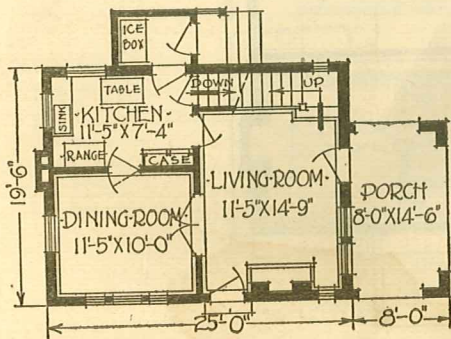 ICE
BOX
TABLE
DOWN
UP
SINK
·KITCHEN·
11'-5"X7'-4"
RANGE
CASE
19'-6"
·LIVING·ROOM·
11'-5"X14'-9"
PORCH
8'-0"X14'-6"
·DINING·ROOM·
11'-5"X10'-0"
25'-0"
8'-0"